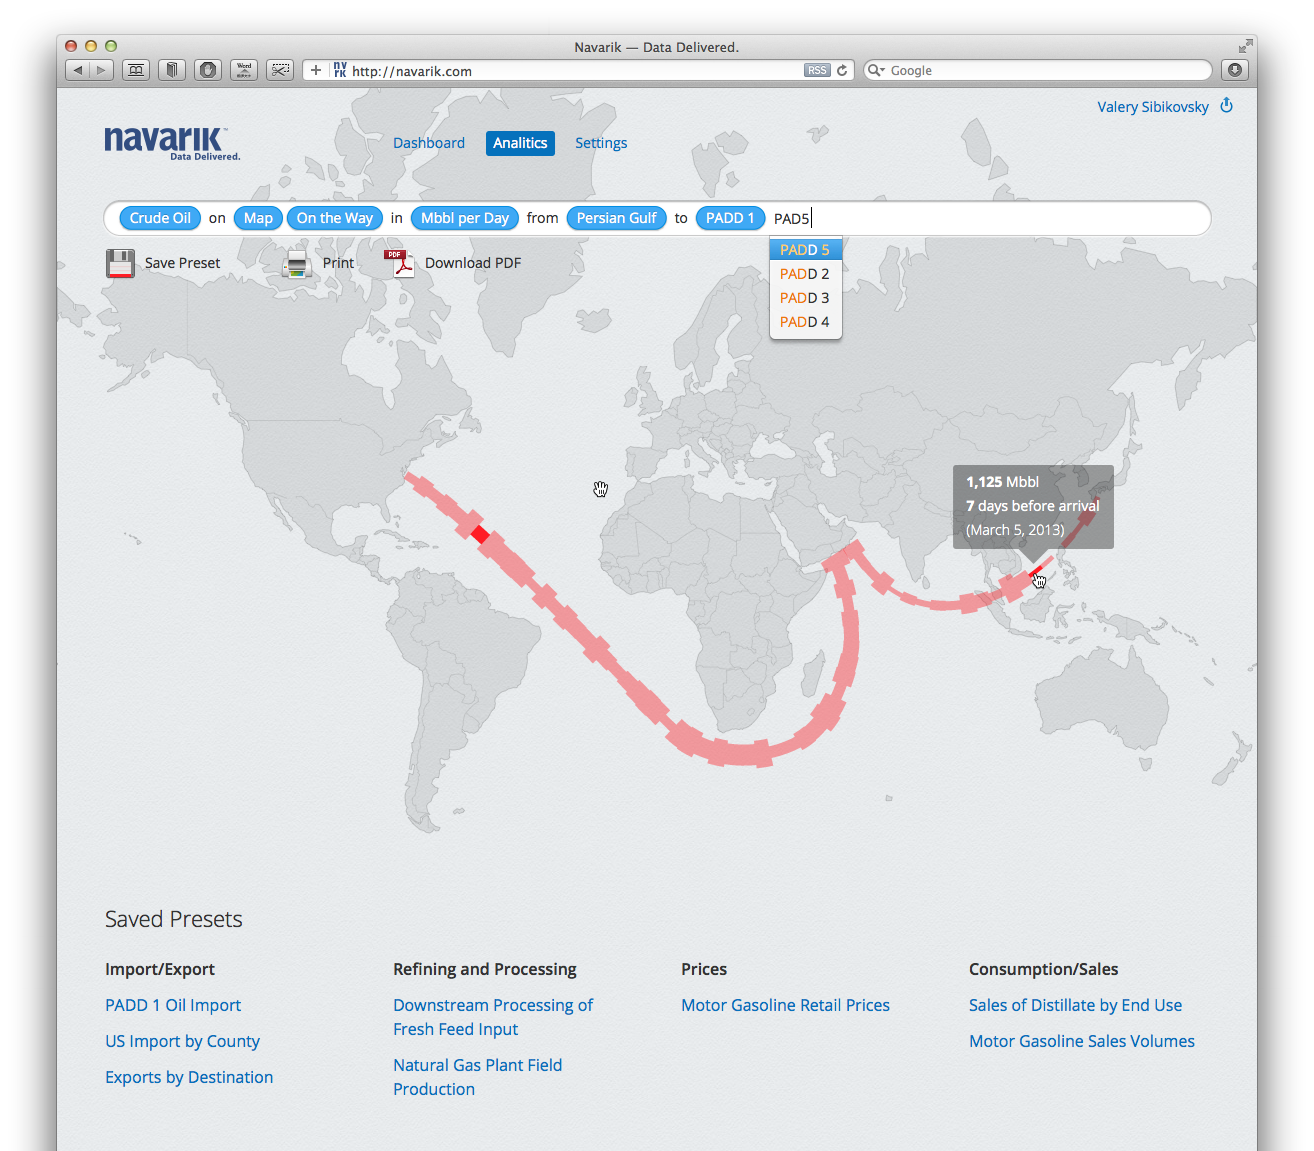 Navarik — Data Delivered.
http://navarik.com
RSS
Google
Valery Sibikovsky
navarik™
Data Delivered.
Dashboard Analitics Settings
Crude Oil on Map On the Way in Mbbl per Day from Persian Gulf to PADD 1 PAD5
PADD 5
PADD 2
PADD 3
PADD 4
Save Preset Print PDF Download PDF
1,125 Mbbl
7 days before arrival
(March 5, 2013)
Saved Presets
Import/Export
PADD 1 Oil Import
US Import by County
Exports by Destination
Refining and Processing
Downstream Processing of
Fresh Feed Input
Natural Gas Plant Field
Production
Prices
Motor Gasoline Retail Prices
Consumption/Sales
Sales of Distillate by End Use
Motor Gasoline Sales Volumes